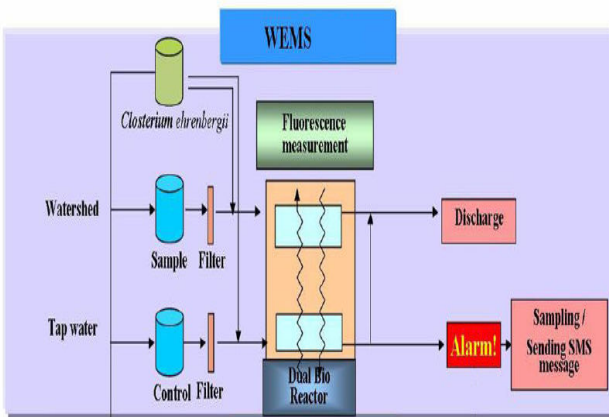 WEMS
Closterium ehrenbergii
Fluorescence
measurement
Watershed
Sample
Filter
Discharge
Tap water
Control
Filter
Dual Bio
Reactor
Alarm!
Sampling /
Sending SMS
message